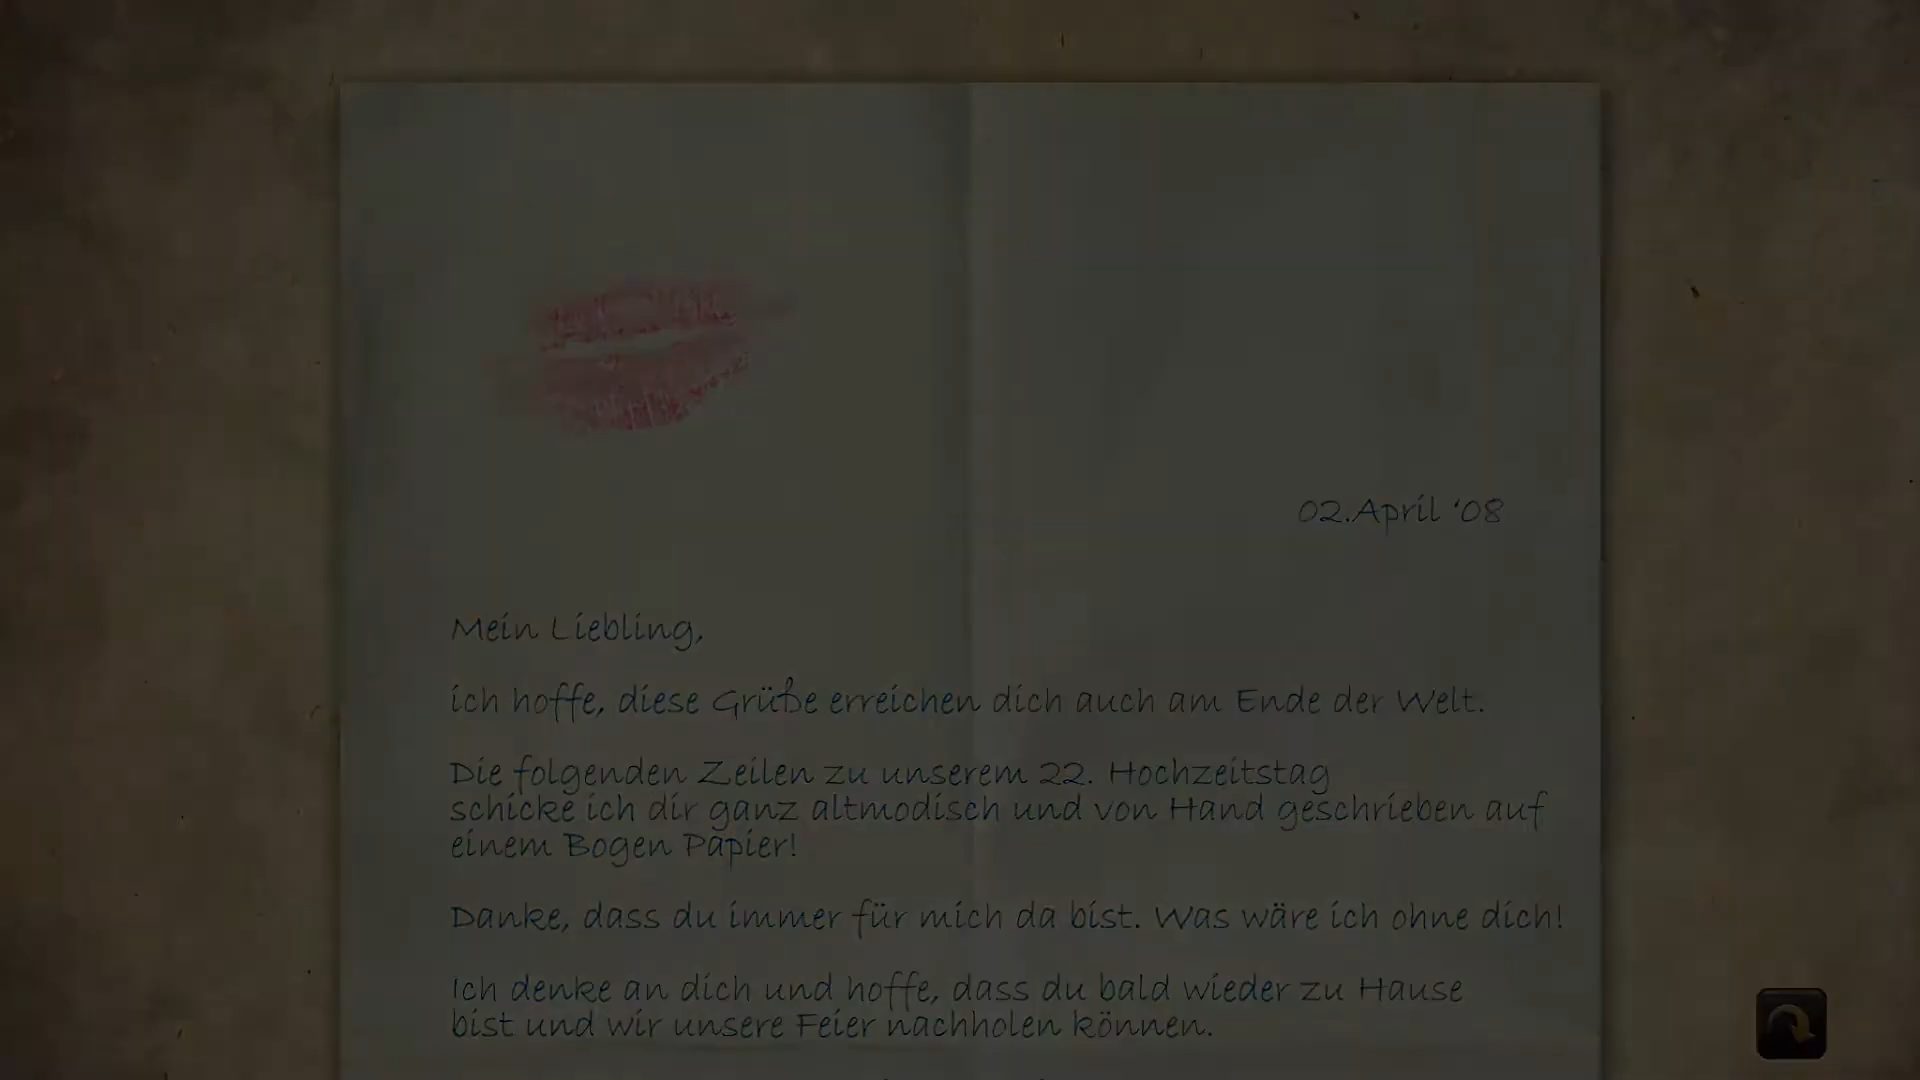 02.April '08
Mein Liebling,
ich hoffe, diese Grüße erreichen dich auch am Ende der Welt.
Die folgenden Zeilen zu unserem 22. Hochzeitstag
schicke ich dir ganz altmodisch und von Hand geschrieben auf
einem Bogen Papier!
Danke, dass du immer für mich da bist. Was wäre ich ohne dich!
Ich denke an dich und hoffe, dass du bald wieder zu Hause
bist und wir unsere Feier nachholen können.